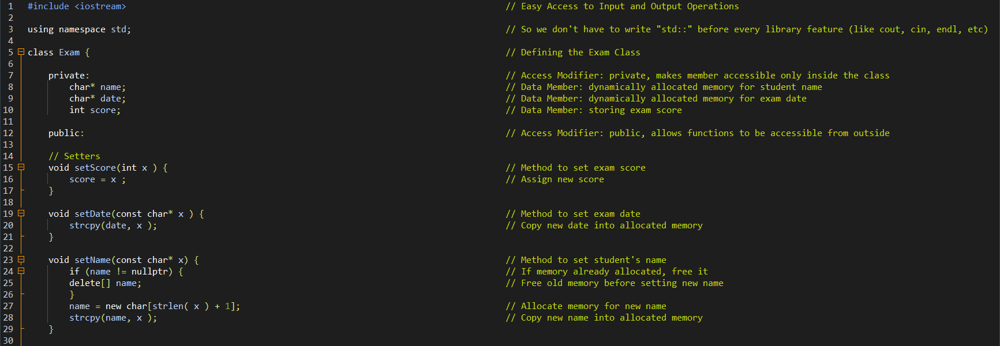 1 #include <iostream> // Easy Access to Input and Output Operations
2
3 using namespace std; // So we don't have to write "std::" before every library feature (like cout, cin, endl, etc)
4
5 class Exam { // Defining the Exam Class
6
7 private: // Access Modifier: private, makes member accessible only inside the class
8 char* name; // Data Member: dynamically allocated memory for student name
9 char* date; // Data Member: dynamically allocated memory for exam date
10 int score; // Data Member: storing exam score
11
12 public: // Access Modifier: public, allows functions to be accessible from outside
13
14 // Setters
15 void setScore(int x ) { // Method to set exam score
16 score = x ; // Assign new score
17 }
18
19 void setDate(const char* x ) { // Method to set exam date
20 strcpy(date, x ); // Copy new date into allocated memory
21 }
22
23 void setName(const char* x) { // Method to set student's name
24 if (name != nullptr) { // If memory already allocated, free it
25 delete[] name; // Free old memory before setting new name
26 }
27 name = new char[strlen( x ) + 1]; // Allocate memory for new name
28 strcpy(name, x ); // Copy new name into allocated memory
29 }
30